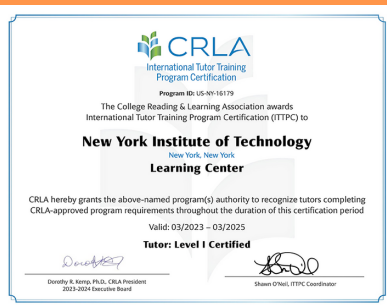 CRLA
International Tutor Training
Program Certification
Program ID: US-NY-16179
The College Reading & Learning Association awards
International Tutor Training Program Certification (ITTPC) to
New York Institute of Technology
New York, New York
Learning Center
CRLA hereby grants the above-named program(s) authority to recognize tutors completing
CRLA-approved program requirements throughout the duration of this certification period
Valid: 03/2023 – 03/2025
Tutor: Level I Certified
Dorothy R. Kemp, Ph.D., CRLA President
2023-2024 Executive Board
Shawn O'Neil, ITTPC Coordinator